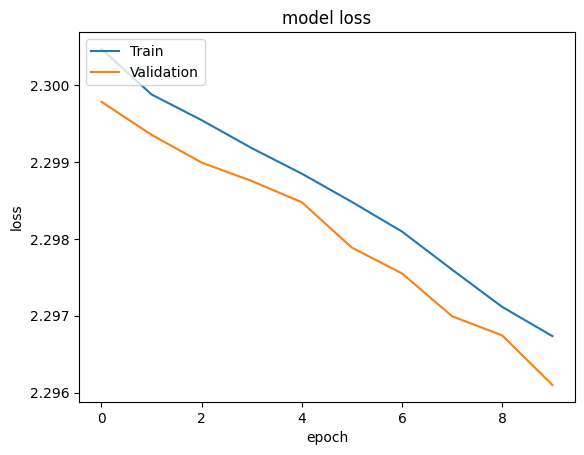 model loss
Train
Validation
2.300
2.299
2.298
2.297
2.296
loss
0
2
4
6
8
epoch